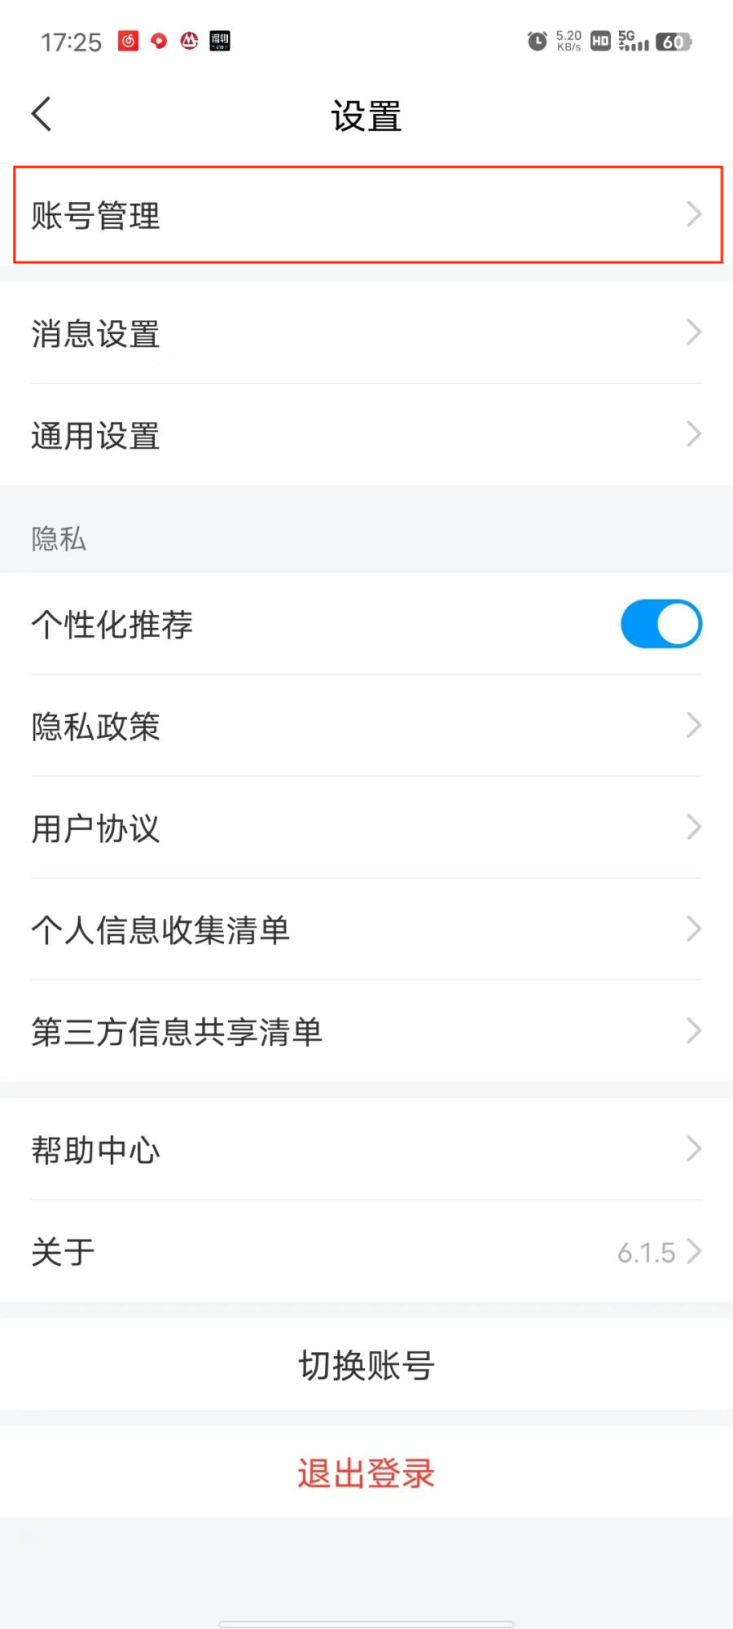 17:25 得物 5.20 KB/s HD 5G 60
设置
账号管理
消息设置
通用设置
隐私
个性化推荐
隐私政策
用户协议
个人信息收集清单
第三方信息共享清单
帮助中心
关于 6.1.5
切换账号
退出登录